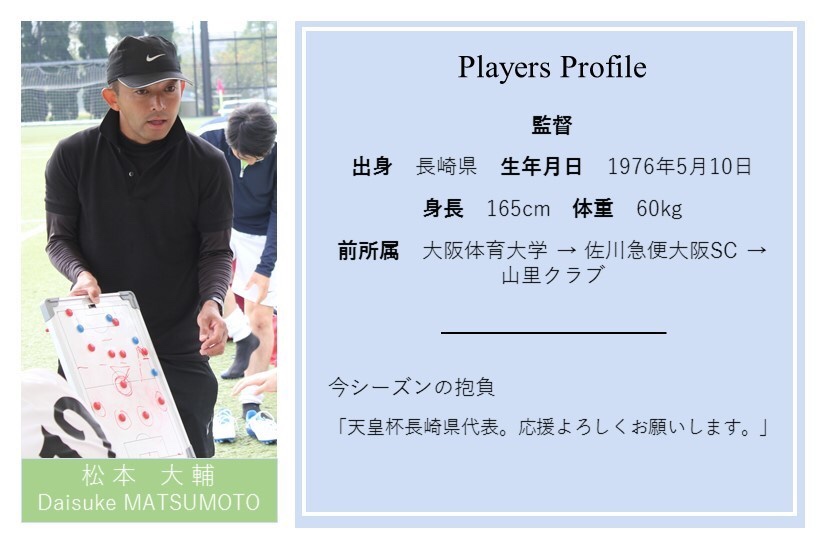 松本 大輔
Daisuke MATSUMOTO
Players Profile
監督
出身 長崎県 生年月日 1976年5月10日
身長 165cm 体重 60kg
前所属 大阪体育大学 → 佐川急便大阪SC →
山里クラブ
今シーズンの抱負
「天皇杯長崎県代表。応援よろしくお願いします。」